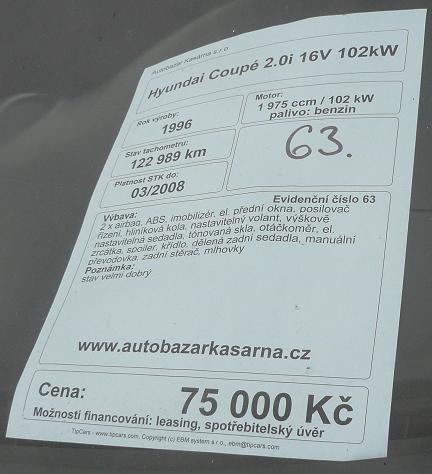 Autobazar Kasárna s.r.o
Hyundai Coupé 2.0i 16V 102kW
Rok výroby:
1996
Motor:
1 975 ccm / 102 kW
palivo: benzin
Stav tachometru:
122 989 km
63.
Platnost STK do:
03/2008
Evidenční číslo 63
Výbava:
2 x airbag, ABS, imobilizér, el. přední okna, posilovač
řízení, hliníková kola, nastavitelný volant, výškově
nastavitelná sedadla, tónovaná skla, otáčkoměr, el.
zrcátka, spoiler, křídlo, dělená zadní sedadla, manuální
převodovka, zadní stěrač, mlhovky
Poznámka:
stav velmi dobrý
www.autobazarkasarna.cz
Cena:
75 000 Kč
Možnosti financování: leasing, spotřebitelský úvěr
TipCars - www.tipcars.com, Copyright (c) EBM system s.r.o., ebm@tipcars.com